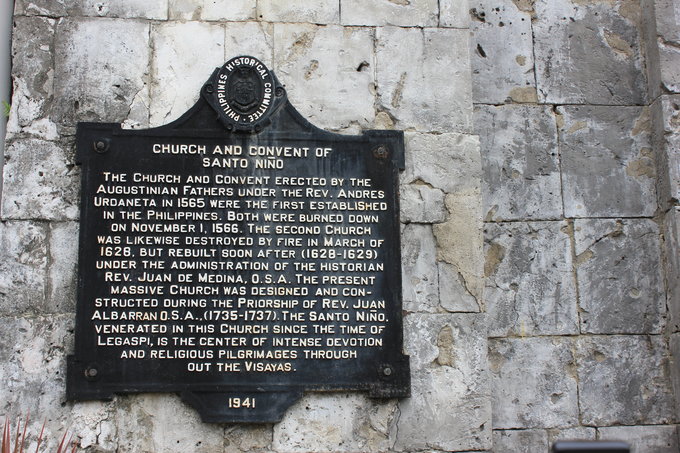 PHILIPPINES HISTORICAL COMMITTEE
CHURCH AND CONVENT OF
SANTO NIÑO
THE CHURCH AND CONVENT ERECTED BY THE
AUGUSTINIAN FATHERS UNDER THE REV. ANDRES
URDANETA IN 1565 WERE THE FIRST ESTABLISHED
IN THE PHILIPPINES. BOTH WERE BURNED DOWN
ON NOVEMBER 1, 1566. THE SECOND CHURCH
WAS LIKEWISE DESTROYED BY FIRE IN MARCH OF
1628, BUT REBUILT SOON AFTER (1628-1629)
UNDER THE ADMINISTRATION OF THE HISTORIAN
REV. JUAN DE MEDINA, O.S.A. THE PRESENT
MASSIVE CHURCH WAS DESIGNED AND CON-
STRUCTED DURING THE PRIORSHIP OF REV. JUAN
ALBARRAN O.S.A., (1735-1737). THE SANTO NIÑO,
VENERATED IN THIS CHURCH SINCE THE TIME OF
LEGASPI, IS THE CENTER OF INTENSE DEVOTION
AND RELIGIOUS PILGRIMAGES THROUGH
OUT THE VISAYAS.
1941